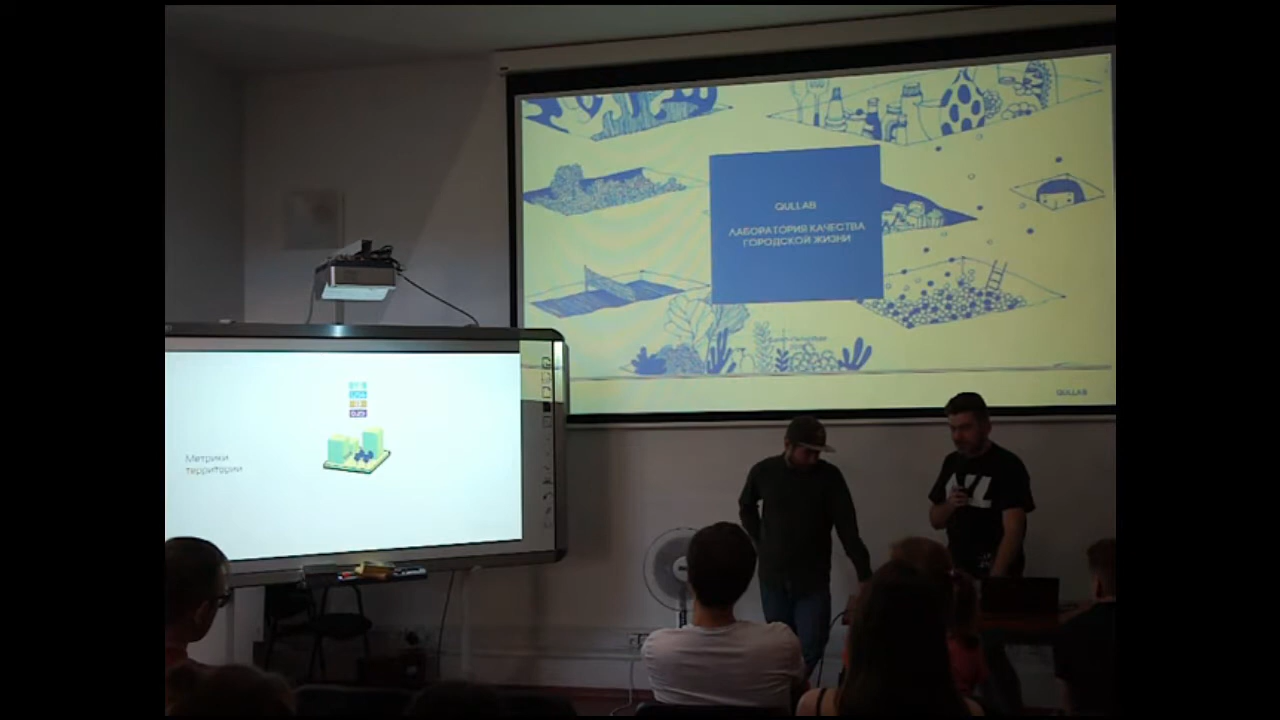 QULLAB
ЛАБОРАТОРИЯ КАЧЕСТВА
ГОРОДСКОЙ ЖИЗНИ
QULLAB
Метрики
территории